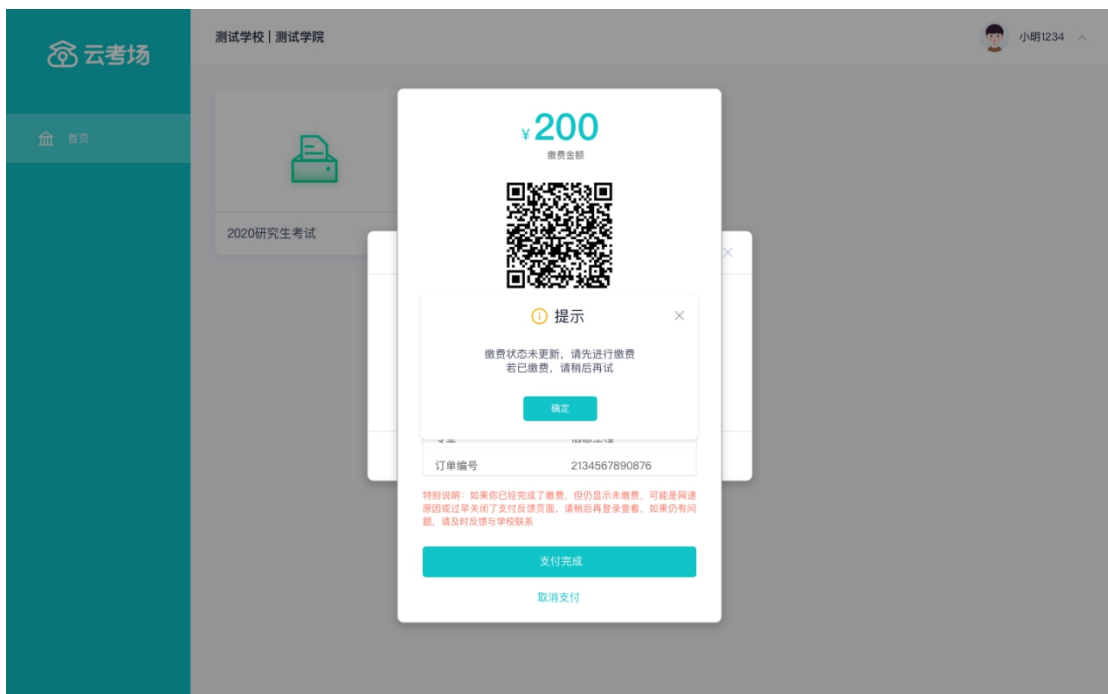 云考场
测试学校 | 测试学院
小明1234
首页
2020研究生考试
¥200
缴费金额
提示
缴费状态未更新，请先进行缴费
若已缴费，请稍后再试
确定
订单编号 2134567890876
特别说明：如果你已经完成了缴费，但仍显示未缴费，可能是网速
原因或过早关闭了支付反馈页面，请稍后再登录查看，如果仍有问
题，请及时反馈与学校联系
支付完成
取消支付